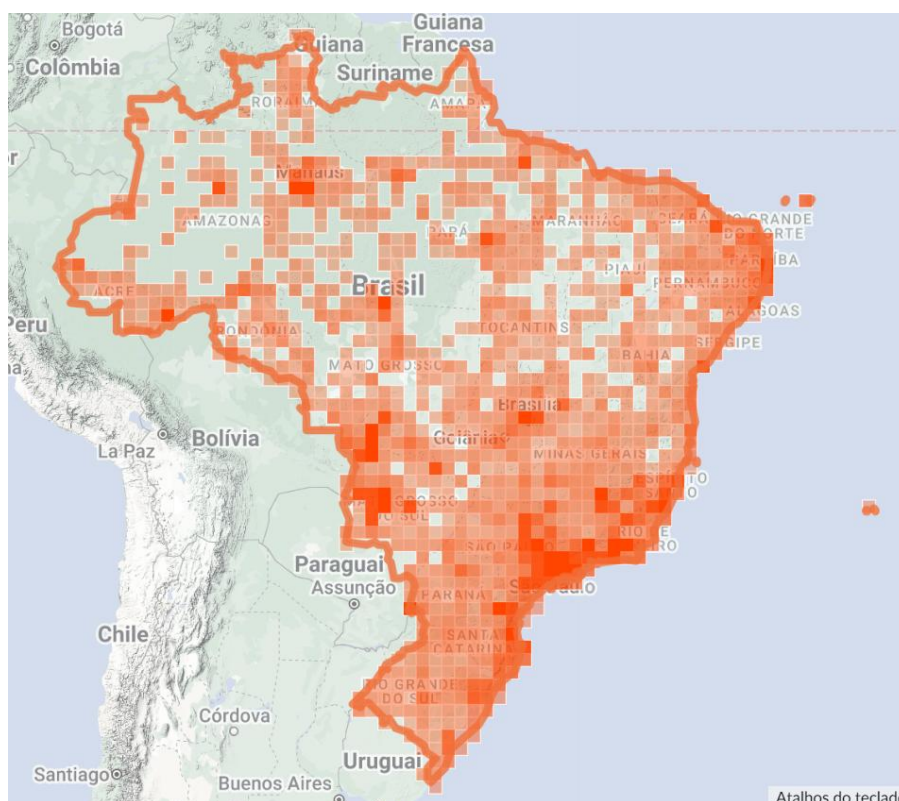 Bogotá
Colômbia
Guiana
Guiana
Francesa
Suriname
RORAIMA
AMAPÁ
Manaus
AMAZONAS
PARÁ
MARANHÃO
CEARÁ
RIO GRANDE
DO NORTE
PARAÍBA
PIAUÍ
PERNAMBUCO
ACRE
Brasil
ALAGOAS
Peru
RONDÔNIA
TOCANTINS
SERGIPE
BAHIA
MATO GROSSO
Brasília
Bolívia
La Paz
Goiânia
MINAS GERAIS
ESPÍRITO
SANTO
MATO GROSSO
DO SUL
RIO DE
JANEIRO
SÃO PAULO
Paraguai
São Paulo
Assunção
PARANÁ
Chile
SANTA
CATARINA
RIO GRANDE
DO SUL
Córdova
Uruguai
Santiago
Buenos Aires
Atalhos do teclado